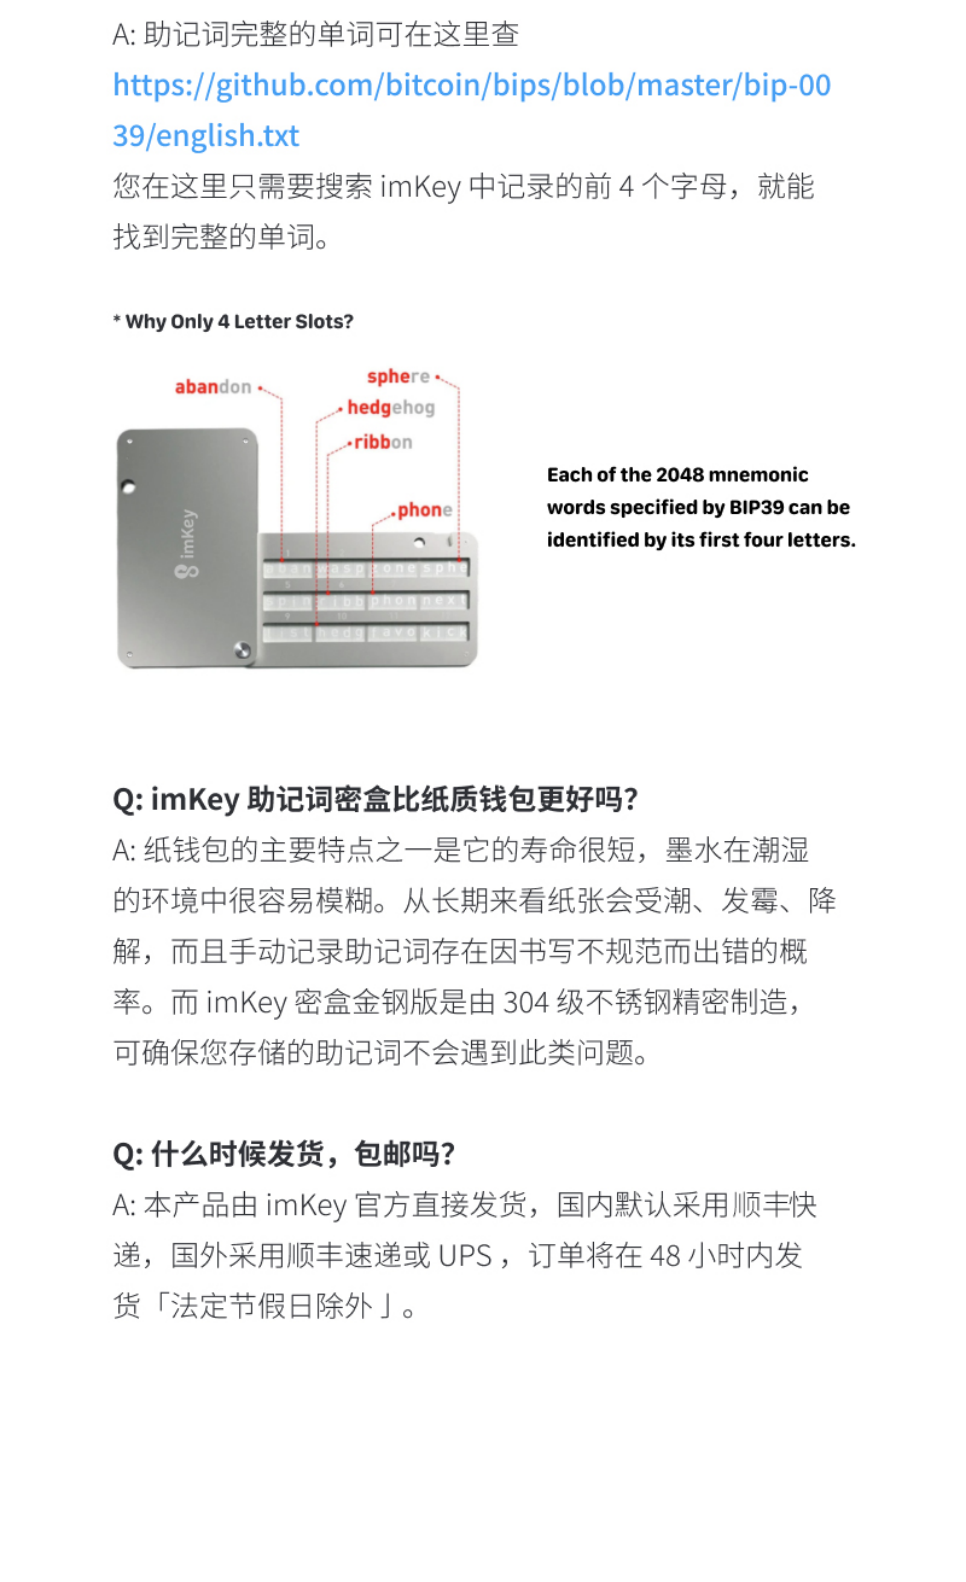 A: 助记词完整的单词可在这里查
https://github.com/bitcoin/bips/blob/master/bip-00
39/english.txt
您在这里只需要搜索 imKey 中记录的前 4 个字母，就能
找到完整的单词。
* Why Only 4 Letter Slots?
abandon
sphere
hedgehog
ribbon
phone
imKey
Each of the 2048 mnemonic
words specified by BIP39 can be
identified by its first four letters.
Q: imKey 助记词密盒比纸质钱包更好吗?
A: 纸钱包的主要特点之一是它的寿命很短，墨水在潮湿
的环境中很容易模糊。从长期来看纸张会受潮、发霉、降
解，而且手动记录助记词存在因书写不规范而出错的概
率。而 imKey 密盒金钢版是由 304 级不锈钢精密制造，
可确保您存储的助记词不会遇到此类问题。
Q: 什么时候发货，包邮吗?
A: 本产品由 imKey 官方直接发货，国内默认采用顺丰快
递，国外采用顺丰速递或 UPS ，订单将在 48 小时内发
货「法定节假日除外」。